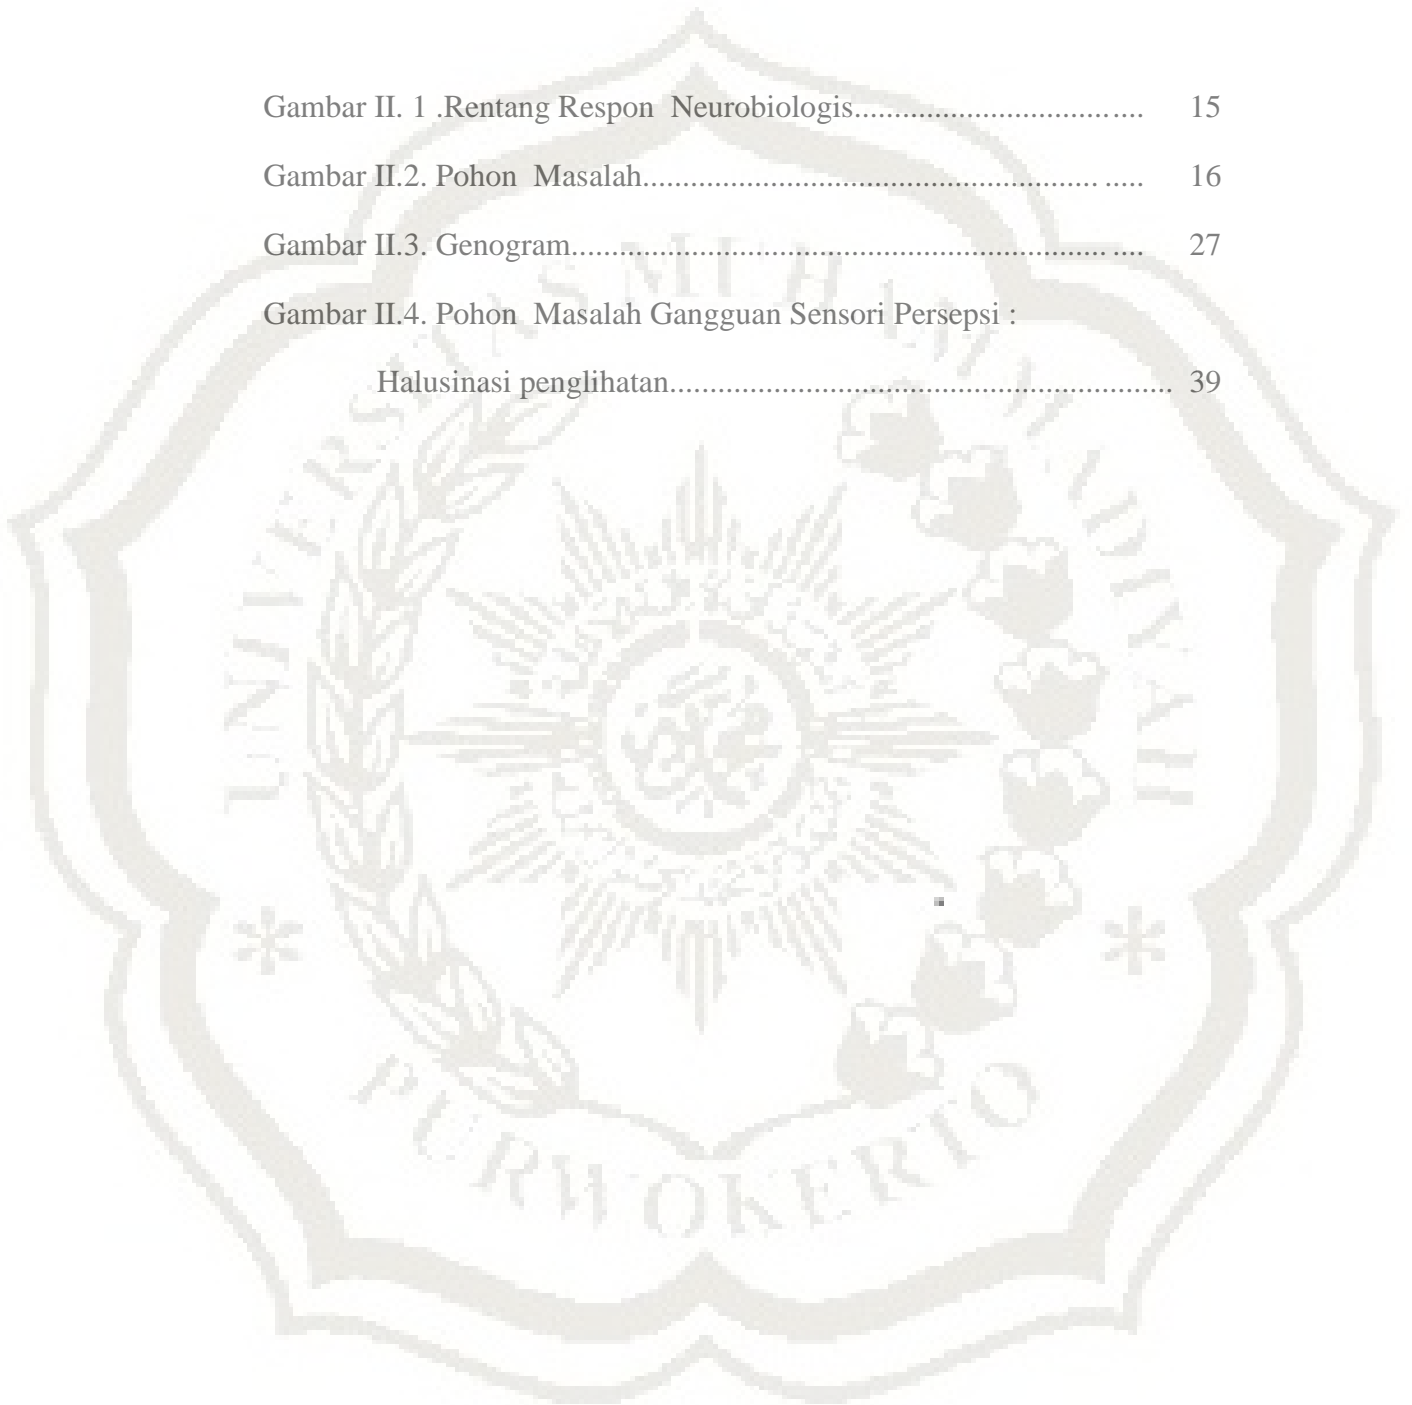 Gambar II. 1 .Rentang Respon Neurobiologis.................................... 15
Gambar II.2. Pohon Masalah......................................................... ..... 16
Gambar II.3. Genogram................................................................... .... 27
Gambar II.4. Pohon Masalah Gangguan Sensori Persepsi :
Halusinasi penglihatan............................................................... 39
UNIVERSITAS MUHAMMADIYAH
PURWOKERTO